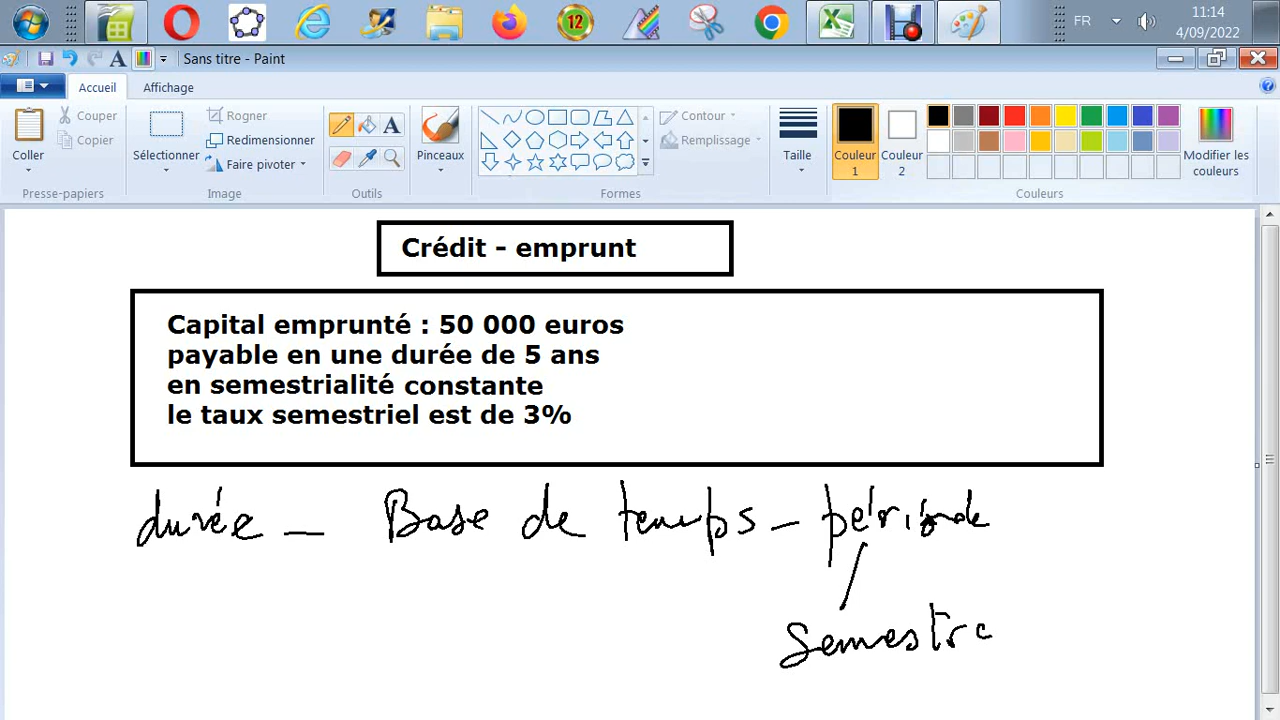 FR
11:14
4/09/2022
12
Sans titre - Paint
Accueil
Affichage
Coller
Couper
Copier
Presse-papiers
Sélectionner
Rogner
Redimensionner
Faire pivoter
Image
Outils
Pinceaux
Contour
Remplissage
Formes
Taille
Couleur 1
Couleur 2
Modifier les couleurs
Couleurs
Crédit - emprunt
Capital emprunté : 50 000 euros
payable en une durée de 5 ans
en semestrialité constante
le taux semestriel est de 3%
durée - Base de temps - période
Semestre